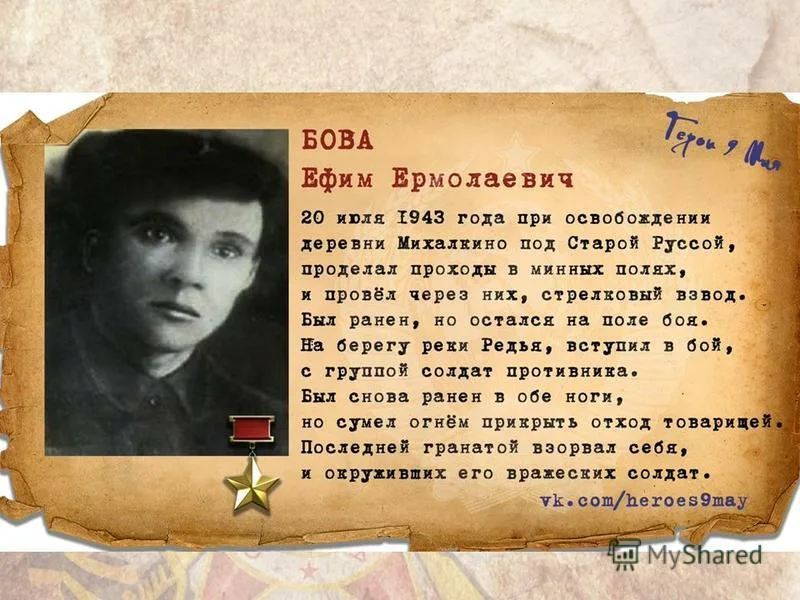 БОВА
Ефим Ермолаевич
Герои 9 Мая
20 июля 1943 года при освобождении
деревни Михалкино под Старой Руссой,
проделал проходы в минных полях,
и провёл через них, стрелковый взвод.
Был ранен, но остался на поле боя.
На берегу реки Редья, вступил в бой,
с группой солдат противника.
Был снова ранен в обе ноги,
но сумел огнём прикрыть отход товарищей.
Последней гранатой взорвал себя,
и окруживших его вражеских солдат.
vk.com/heroes9may
MyShared